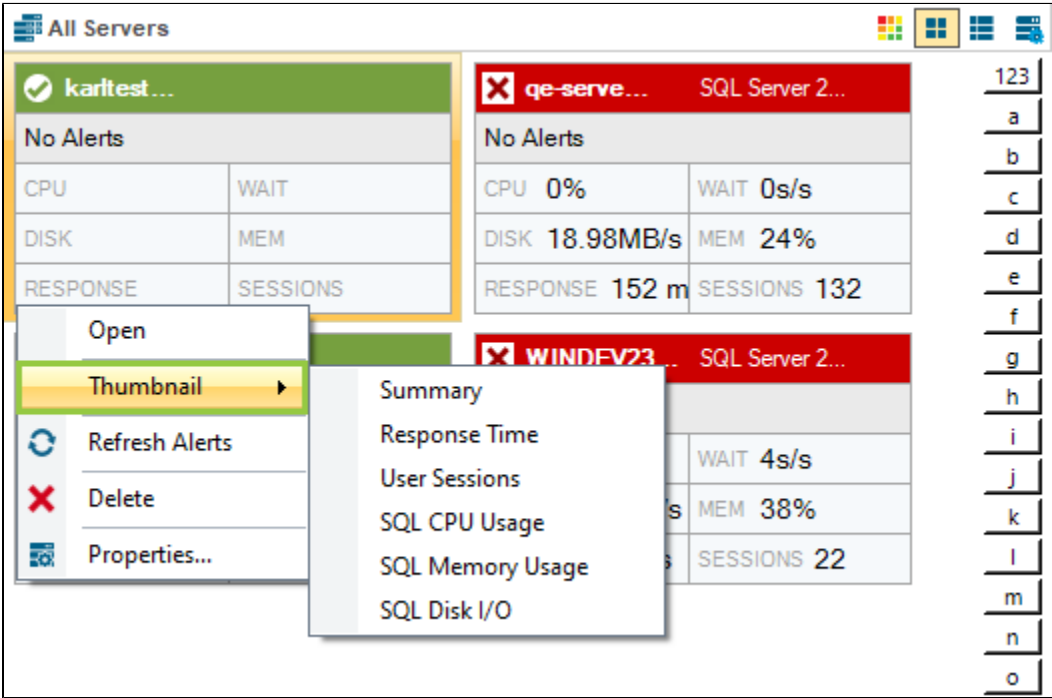 All Servers
karltest...
No Alerts
CPU WAIT
DISK MEM
RESPONSE SESSIONS
qe-serve... SQL Server 2...
No Alerts
CPU 0% WAIT 0s/s
DISK 18.98MB/s MEM 24%
RESPONSE 152 m SESSIONS 132
Open
Thumbnail
Refresh Alerts
Delete
Properties...
Summary
Response Time
User Sessions
SQL CPU Usage
SQL Memory Usage
SQL Disk I/O
WINDEV23... SQL Server 2...
WAIT 4s/s
s MEM 38%
SESSIONS 22
123
a
b
c
d
e
f
g
h
i
j
k
l
m
n
o